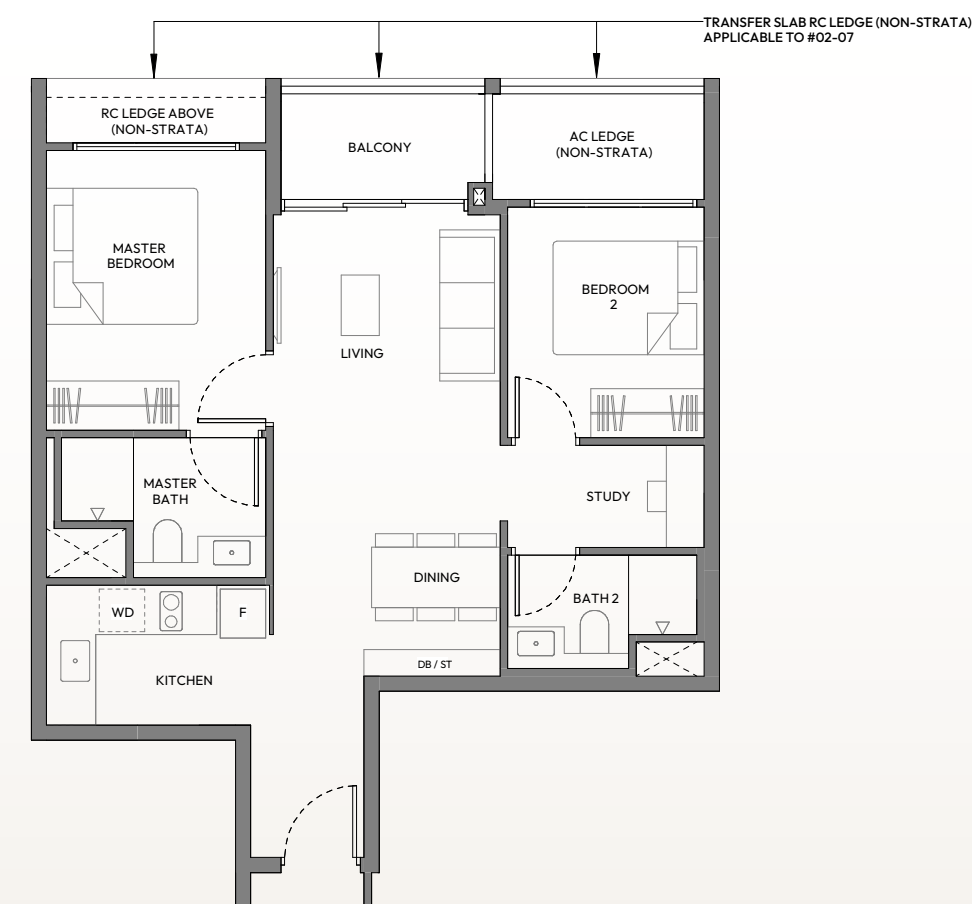 TRANSFER SLAB RC LEDGE (NON-STRATA)
APPLICABLE TO #02-07
RC LEDGE ABOVE
(NON-STRATA)
BALCONY
AC LEDGE
(NON-STRATA)
MASTER
BEDROOM
BEDROOM
2
LIVING
MASTER
BATH
STUDY
DINING
BATH 2
WD
F
DB / ST
KITCHEN